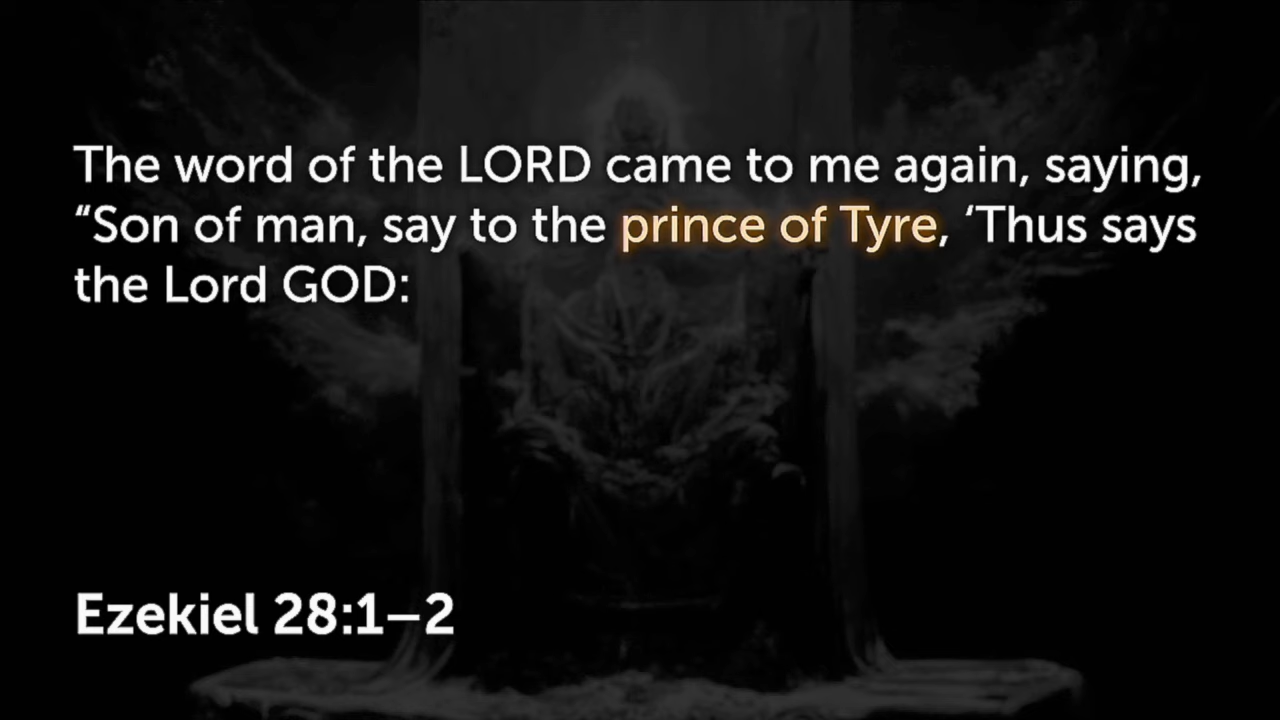 The word of the LORD came to me again, saying,
“Son of man, say to the prince of Tyre, ‘Thus says
the Lord GOD:
Ezekiel 28:1–2